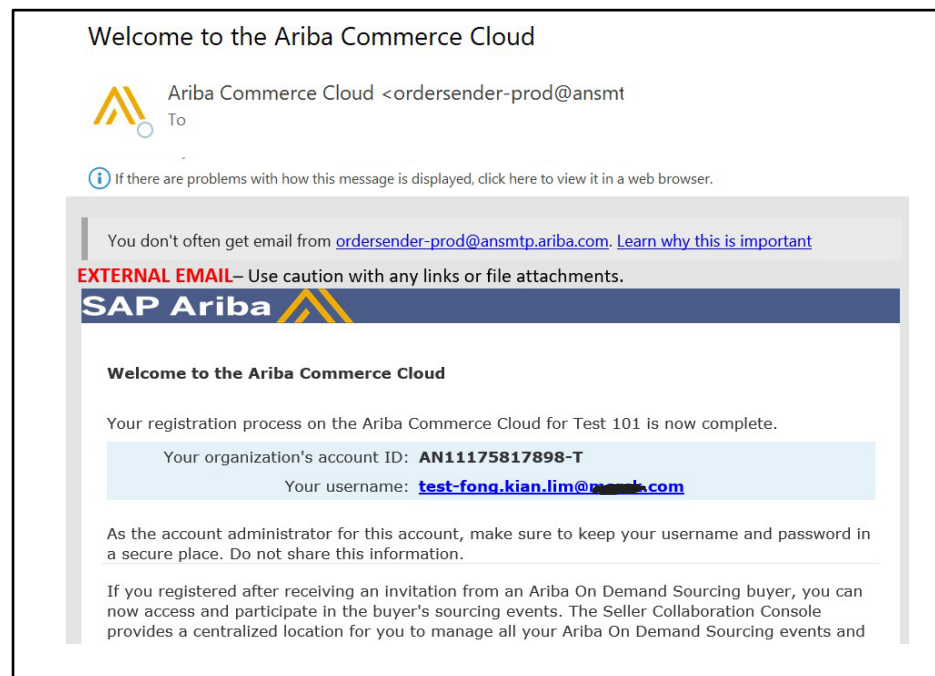 Welcome to the Ariba Commerce Cloud
Ariba Commerce Cloud <ordersender-prod@ansmt
To
If there are problems with how this message is displayed, click here to view it in a web browser.
You don't often get email from ordersender-prod@ansmtp.ariba.com. Learn why this is important
EXTERNAL EMAIL– Use caution with any links or file attachments.
SAP Ariba
Welcome to the Ariba Commerce Cloud
Your registration process on the Ariba Commerce Cloud for Test 101 is now complete.
Your organization's account ID: AN11175817898-T
Your username: test-fong.kian.lim@ .com
As the account administrator for this account, make sure to keep your username and password in
a secure place. Do not share this information.
If you registered after receiving an invitation from an Ariba On Demand Sourcing buyer, you can
now access and participate in the buyer's sourcing events. The Seller Collaboration Console
provides a centralized location for you to manage all your Ariba On Demand Sourcing events and